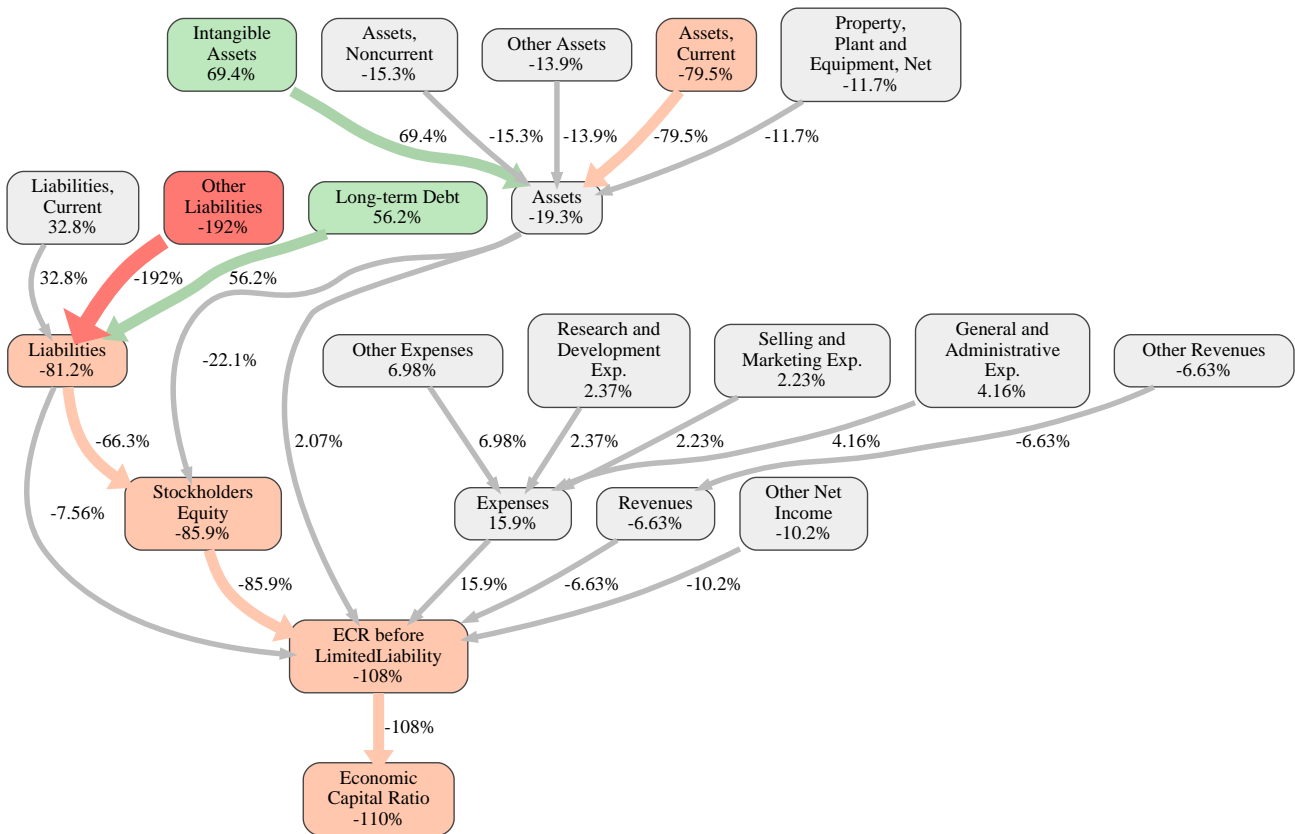 Intangible
Assets
69.4%
Assets,
Noncurrent
-15.3%
Other Assets
-13.9%
Assets,
Current
-79.5%
Property,
Plant and
Equipment, Net
-11.7%
69.4%
-15.3%
-13.9%
-79.5%
-11.7%
Liabilities,
Current
32.8%
Other
Liabilities
-192%
Long-term Debt
56.2%
Assets
-19.3%
32.8%
-192%
56.2%
Liabilities
-81.2%
-22.1%
Other Expenses
6.98%
Research and
Development
Exp.
2.37%
Selling and
Marketing Exp.
2.23%
General and
Administrative
Exp.
4.16%
Other Revenues
-6.63%
-66.3%
2.07%
6.98%
2.37%
2.23%
4.16%
-6.63%
-7.56%
Stockholders
Equity
-85.9%
Expenses
15.9%
Revenues
-6.63%
Other Net
Income
-10.2%
-85.9%
15.9%
-6.63%
-10.2%
ECR before
LimitedLiability
-108%
-108%
Economic
Capital Ratio
-110%